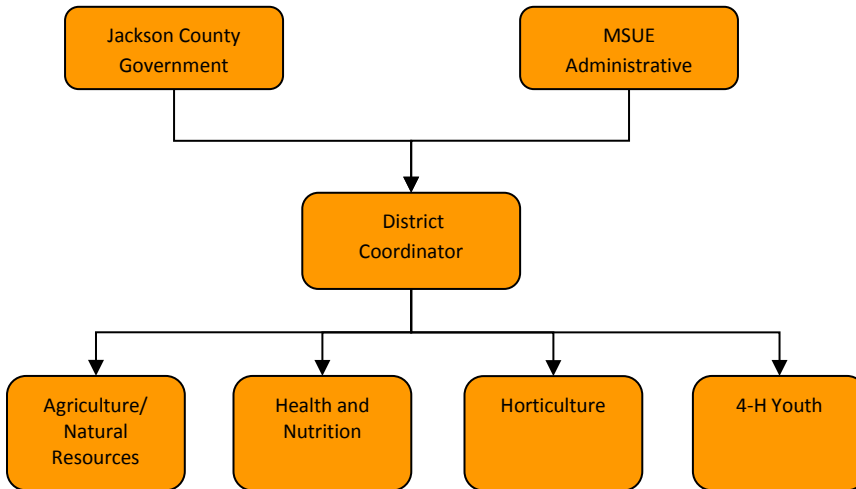 Jackson County
Government
MSUE
Administrative
District
Coordinator
Agriculture/
Natural
Resources
Health and
Nutrition
Horticulture
4-H Youth